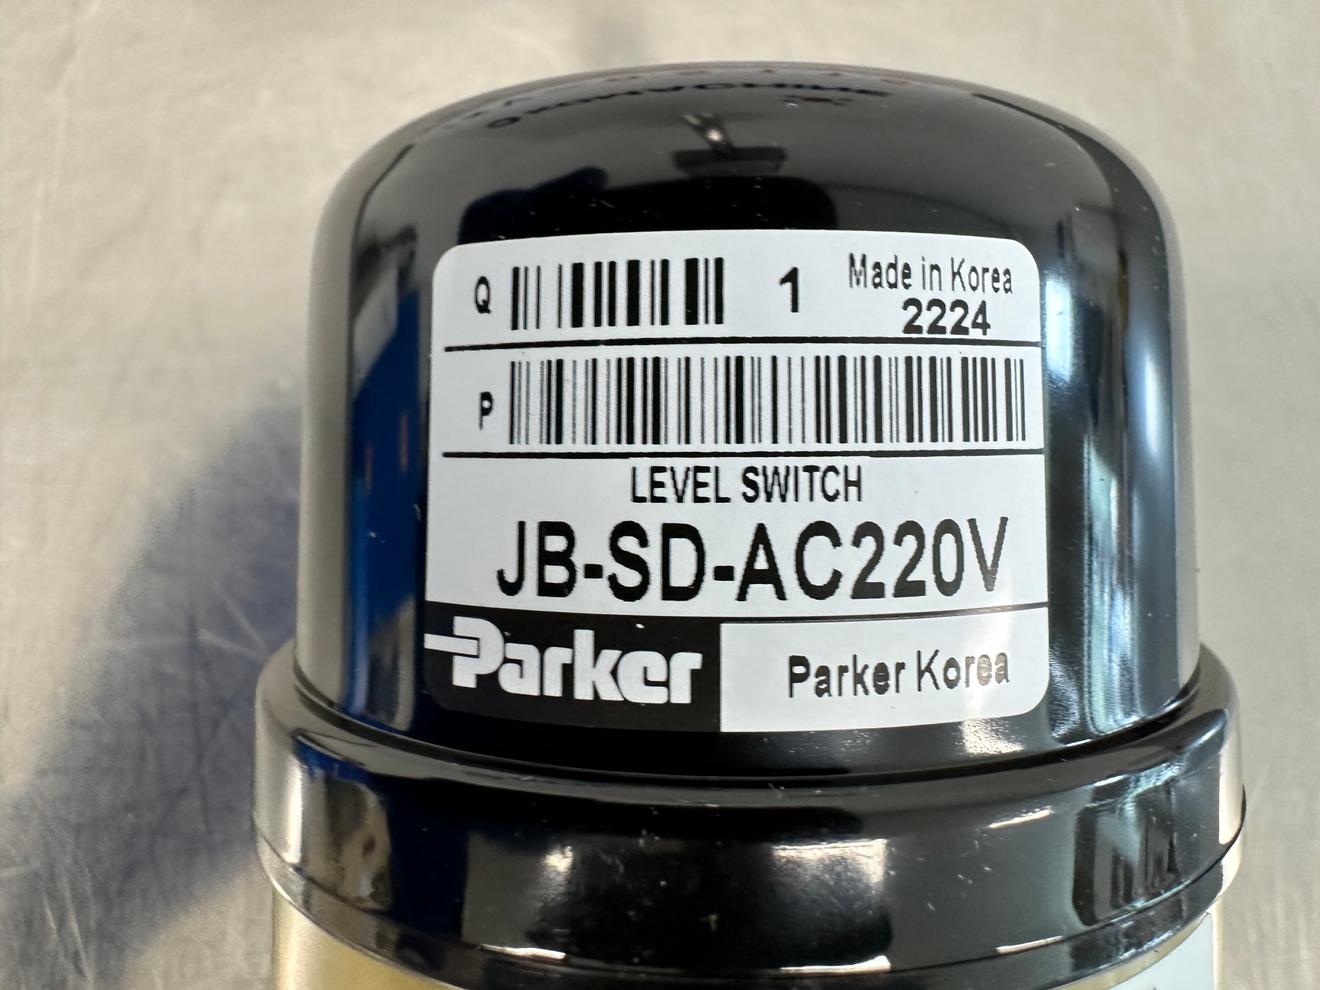 Q 1 Made in Korea
2224
P
LEVEL SWITCH
JB-SD-AC220V
Parker Parker Korea